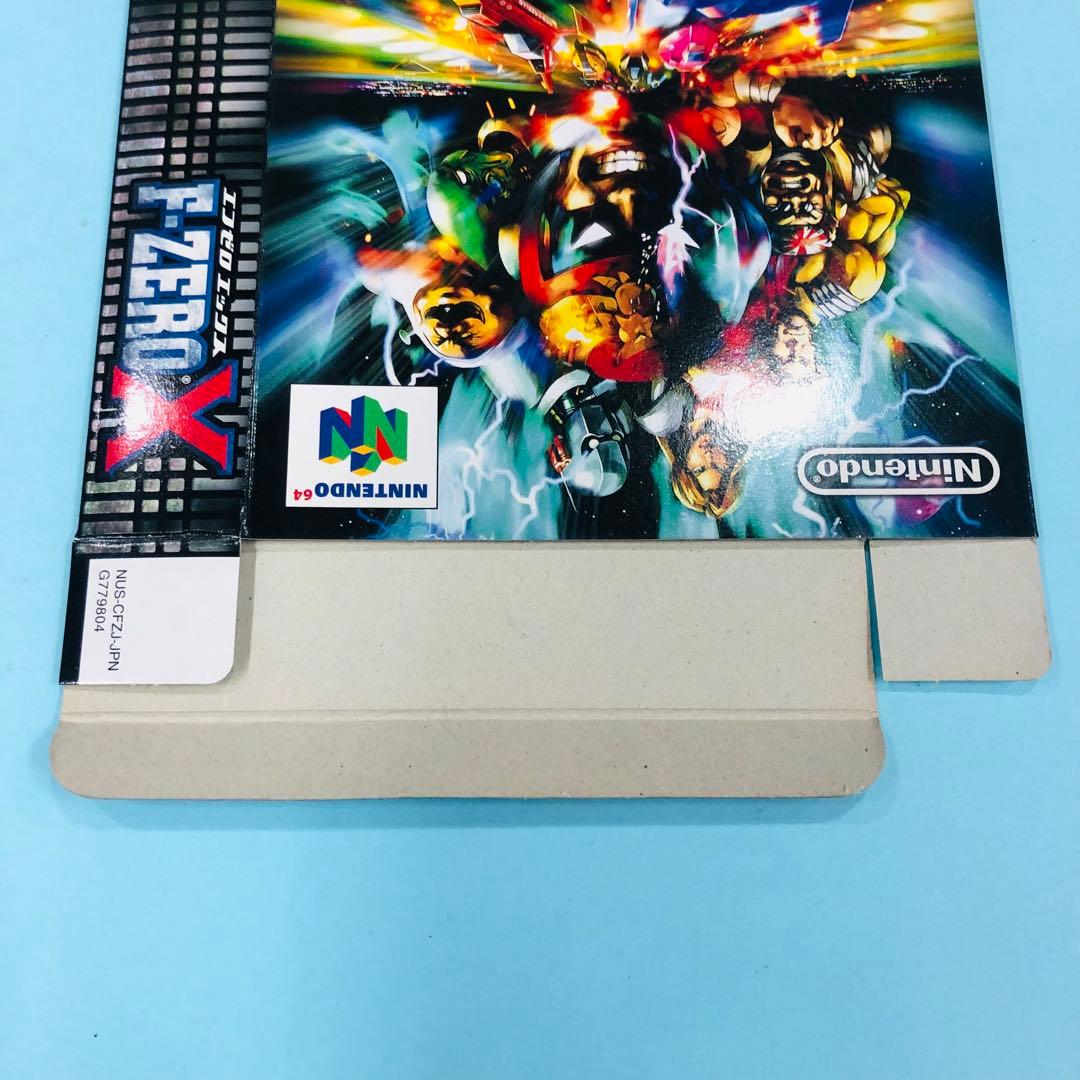 エフゼロ エックス
F-ZERO X®
NINTENDO 64
Nintendo®
NUS-CFZJ-JPN
G779804